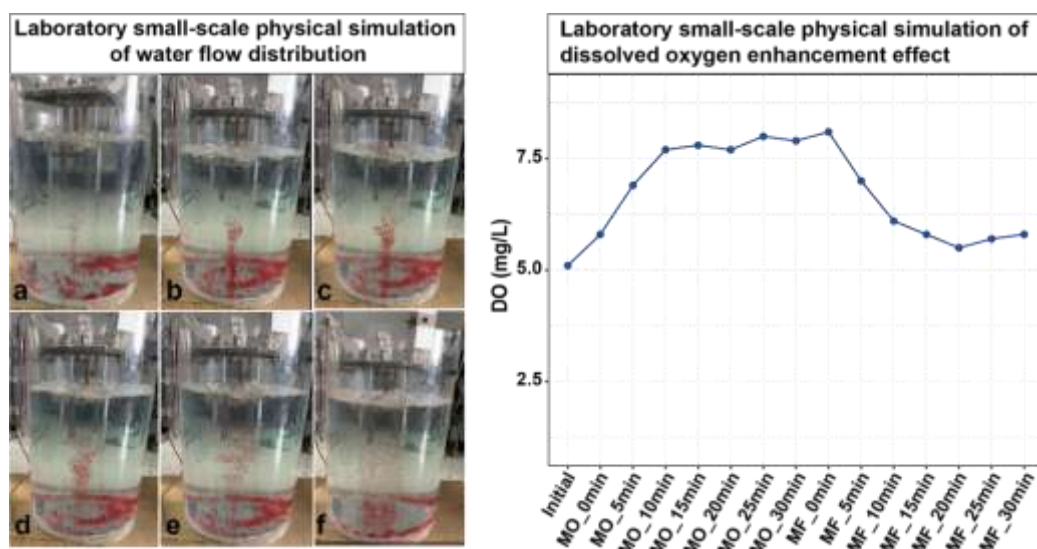 Laboratory small-scale physical simulation
of water flow distribution
a
b
c
d
e
f
Laboratory small-scale physical simulation of
dissolved oxygen enhancement effect
DO (mg/L)
7.5
5.0
2.5
Initial
MO_0min
MO_5min
MO_10min
MO_15min
MO_20min
MO_25min
MO_30min
MF_0min
MF_5min
MF_10min
MF_15min
MF_20min
MF_25min
MF_30min